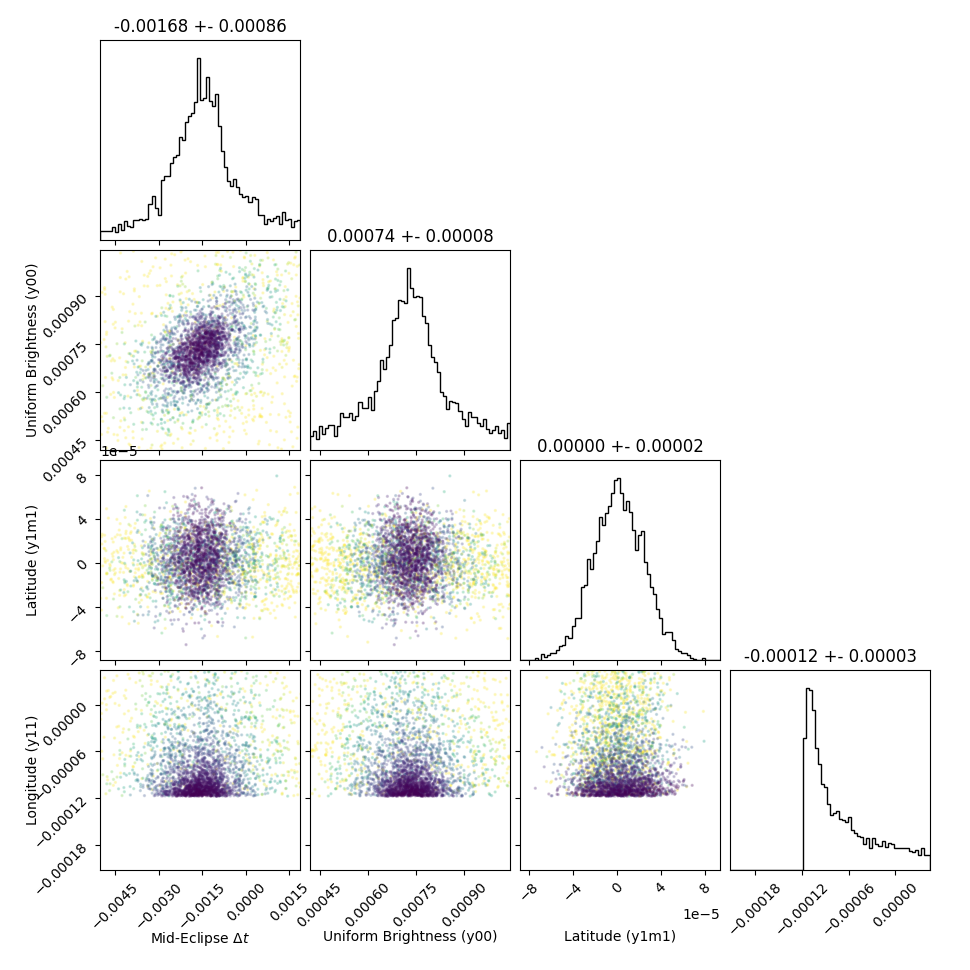 -0.00168 +- 0.00086
0.00074 +- 0.00008
0.00000 +- 0.00002
-0.00012 +- 0.00003
Uniform Brightness (y00)
0.00090
0.00075
0.00060
0.00045
1e−5
Latitude (y1m1)
8
4
0
−4
−8
Longitude (y11)
0.00000
−0.00006
−0.00012
−0.00018
−0.0045
−0.0030
−0.0015
0.0000
0.0015
Mid-Eclipse Δt
0.00045
0.00060
0.00075
0.00090
Uniform Brightness (y00)
−8
−4
0
4
8
1e−5
Latitude (y1m1)
−0.00018
−0.00012
−0.00006
0.00000